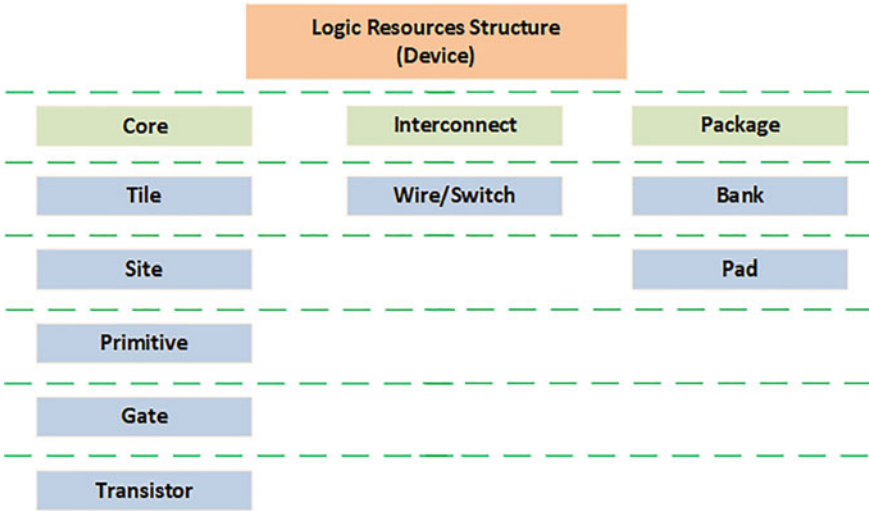 Logic Resources Structure
(Device)
Core
Interconnect
Package
Tile
Wire/Switch
Bank
Site
Pad
Primitive
Gate
Transistor